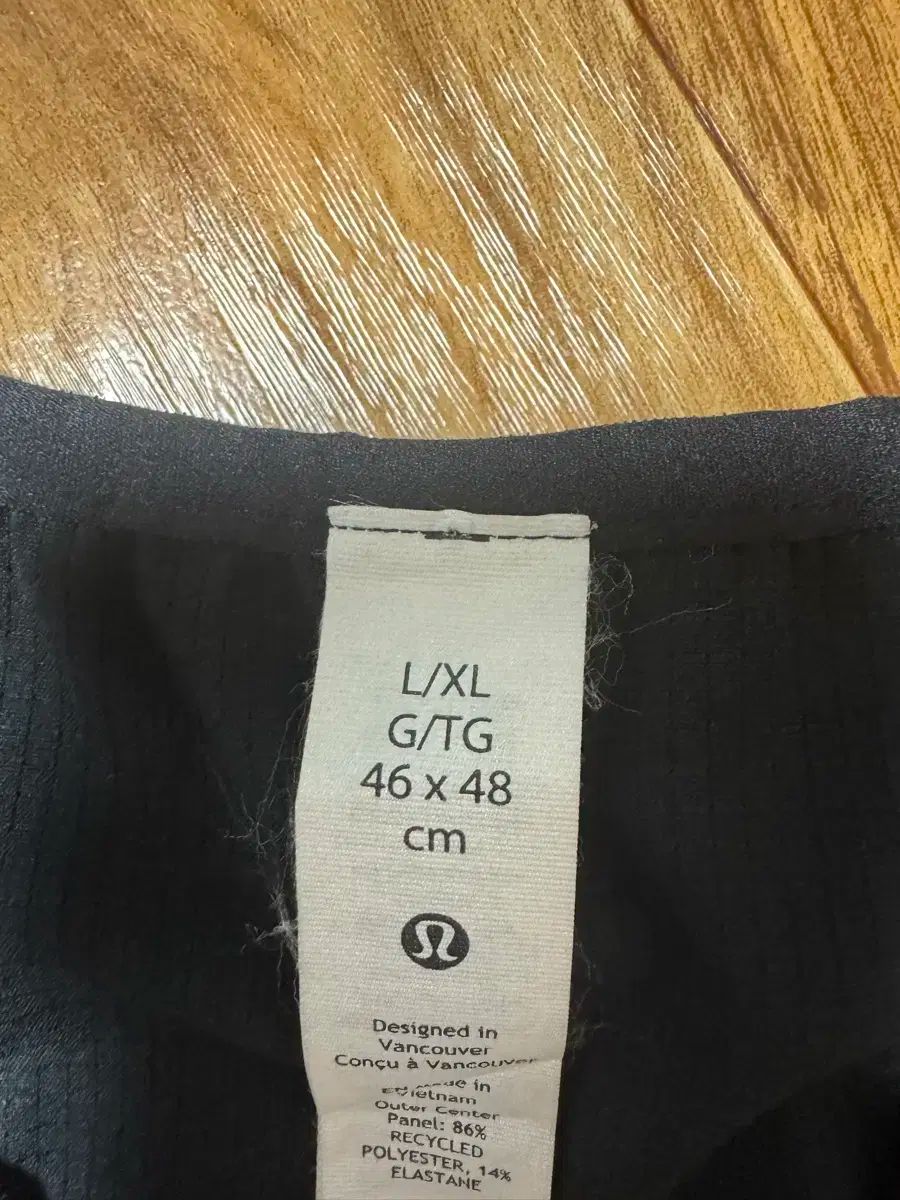 L/XL
G/TG
46 x 48
cm
Designed in
Vancouver
Conçu à Vancouver
in
Vietnam
Outer Center
Panel: 86%
RECYCLED
POLYESTER, 14%
ELASTANE